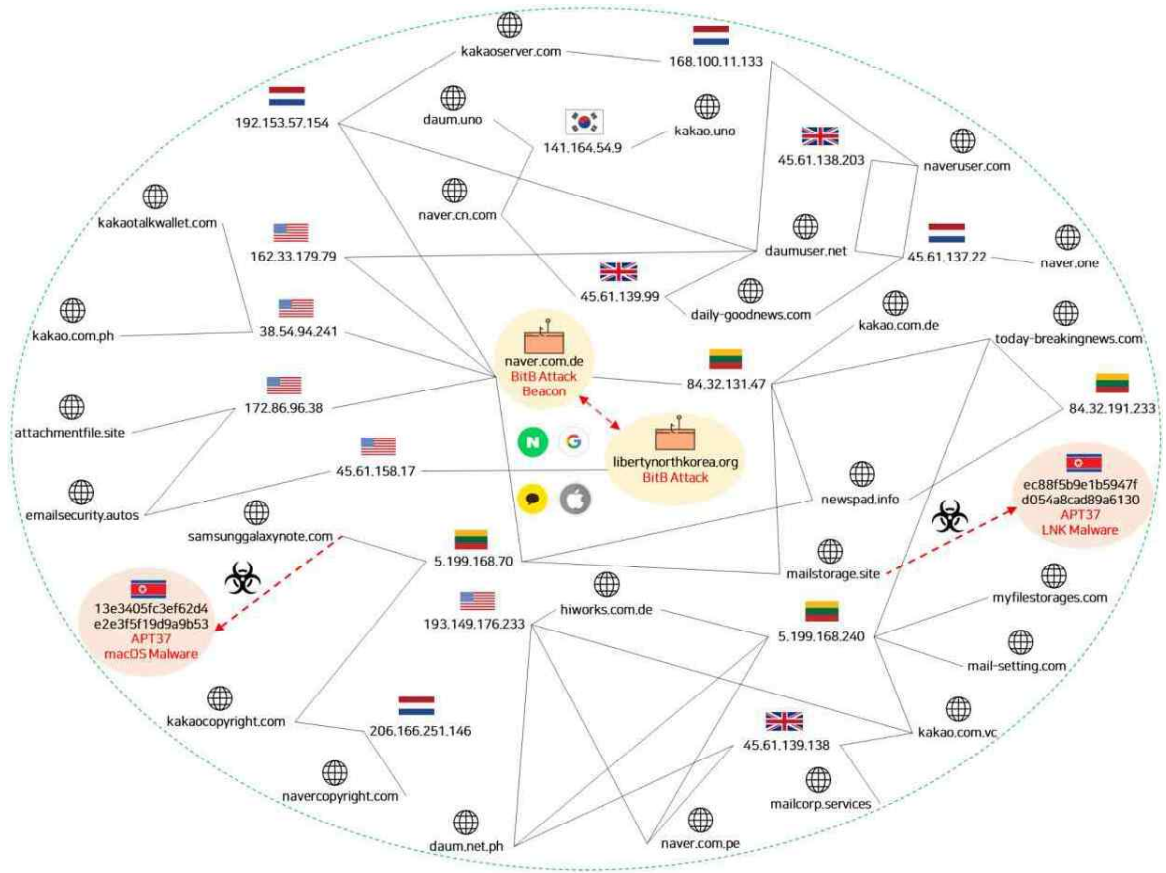 kakaoserver.com
168.100.11.133
192.153.57.154
daum.uno
141.164.54.9
kakao.uno
45.61.138.203
naveruser.com
kakaotalkwallet.com
naver.cn.com
162.33.179.79
daumuser.net
45.61.137.22
naver.one
45.61.139.99
daily-goodnews.com
kakao.com.de
kakao.com.ph
38.54.94.241
today-breakingnews.com
naver.com.de
BitB Attack
Beacon
84.32.131.47
84.32.191.233
attachmentfile.site
172.86.96.38
N
G
libertynorthkorea.org
BitB Attack
45.61.158.17
emailsecurity.autos
newspad.info
ec88f5b9e1b5947f
d054a8cad89a6130
APT37
LNK Malware
samsunggalaxynote.com
5.199.168.70
mailstorage.site
13e3405fc3ef62d4
e2e3f5f19d9a9b53
APT37
macOS Malware
193.149.176.233
hiworks.com.de
5.199.168.240
myfilestorages.com
mail-setting.com
kakaocopyright.com
206.166.251.146
45.61.139.138
kakao.com.vc
navercopyright.com
mailcorp.services
daum.net.ph
naver.com.pe